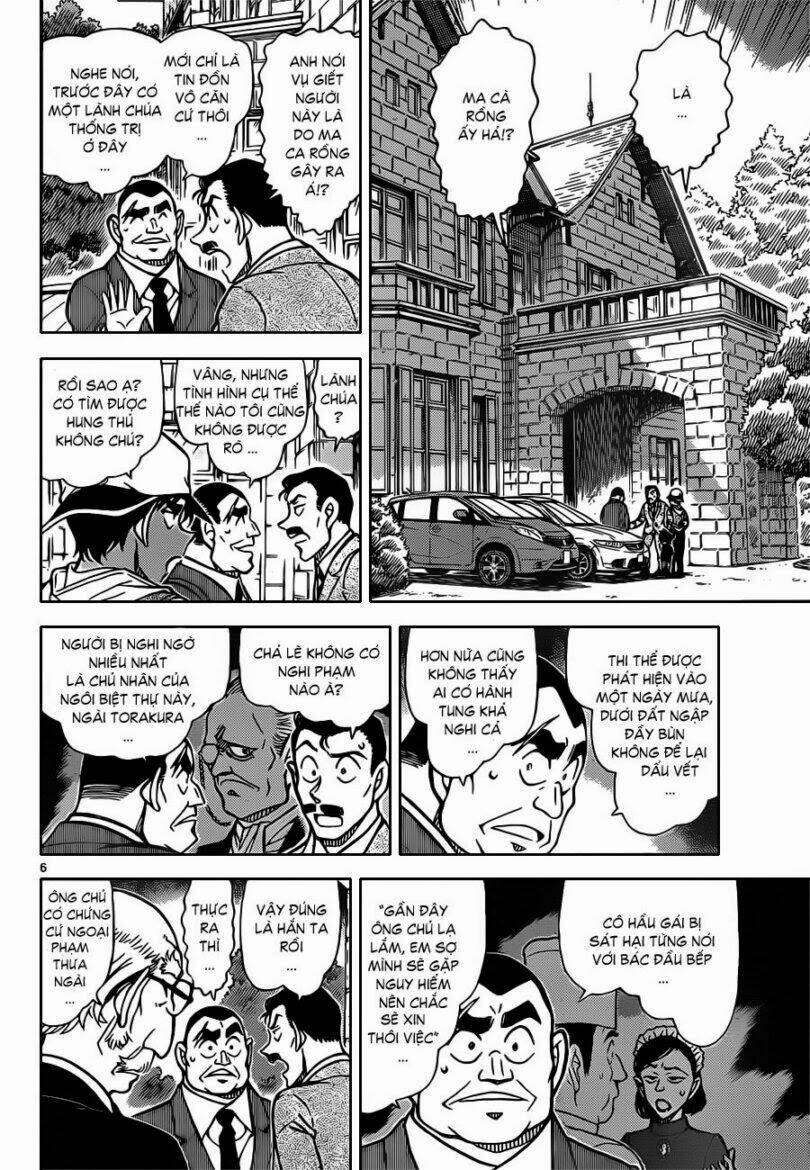 LÀ
...
MA CÀ
RỒNG
ẤY HẢ!?
ANH NÓI
VỤ GIẾT
NGƯỜI
NÀY LÀ
DO MA
CA RỒNG
GÂY RA
Á!?
MỚI CHỈ LÀ
TIN ĐỒN
VÔ CĂN
CỨ THÔI
...
NGHE NÓI,
TRƯỚC ĐÂY CÓ
MỘT LÃNH CHÚA
THỐNG TRỊ
Ở ĐÂY
...
LÃNH
CHÚA
?
VÂNG, NHƯNG
TÌNH HÌNH CỤ THỂ
THẾ NÀO TÔI CŨNG
KHÔNG ĐƯỢC
RÕ ...
RỒI SAO Ạ?
CÓ TÌM ĐƯỢC
HUNG THỦ
KHÔNG CHÚ?
THI THỂ ĐƯỢC
PHÁT HIỆN VÀO
MỘT NGÀY MƯA,
DƯỚI ĐẤT NGẬP
ĐẦY BÙN
KHÔNG ĐỂ LẠI
DẤU VẾT
...
HƠN NỮA CŨNG
KHÔNG THẤY
AI CÓ HÀNH
TUNG KHẢ
NGHI CẢ
...
CHẢ LẼ KHÔNG CÓ
NGHI PHẠM
NÀO À?
NGƯỜI BỊ NGHI NGỜ
NHIỀU NHẤT
LÀ CHỦ NHÂN CỦA
NGÔI BIỆT THỰ NÀY,
NGÀI TORAKURA
...
6
CÔ HẦU GÁI BỊ
SÁT HẠI TỪNG NÓI
VỚI BÁC ĐẦU BẾP
...
"GẦN ĐÂY
ÔNG CHỦ LẠ
LẮM, EM SỢ
MÌNH SẼ GẶP
NGUY HIỂM
NÊN CHẮC
SẼ XIN
THÔI VIỆC"
...
VẬY ĐÚNG
LÀ HẮN TA
RỒI
...
THỰC
RA
THÌ
...
ÔNG CHỦ
CÓ CHỨNG
CỨ NGOẠI
PHẠM
THƯA
NGÀI
...